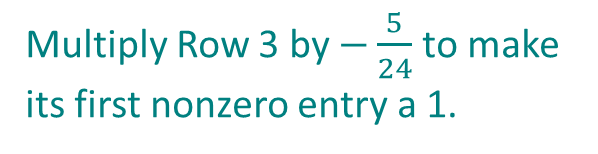 Multiply Row 3 by − 5/24 to make
its first nonzero entry a 1.